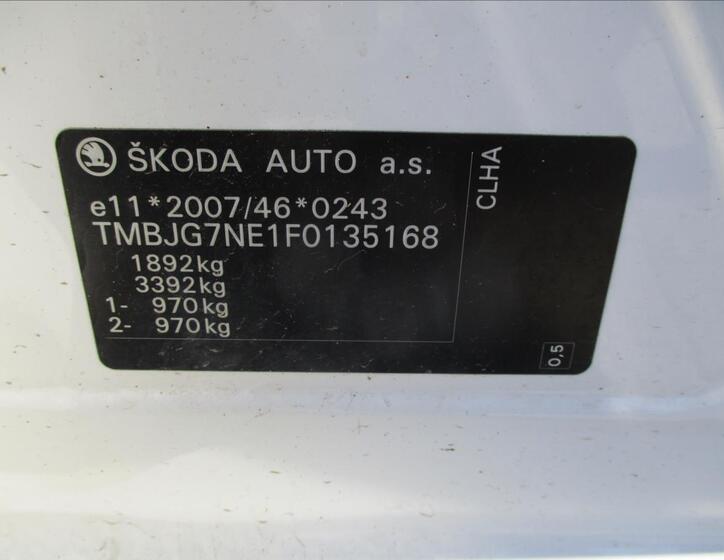 ŠKODA AUTO a.s.
e11*2007/46*0243
TMBJG7NE1F0135168
1892kg
3392kg
1- 970kg
2- 970kg
CLHA
0,5